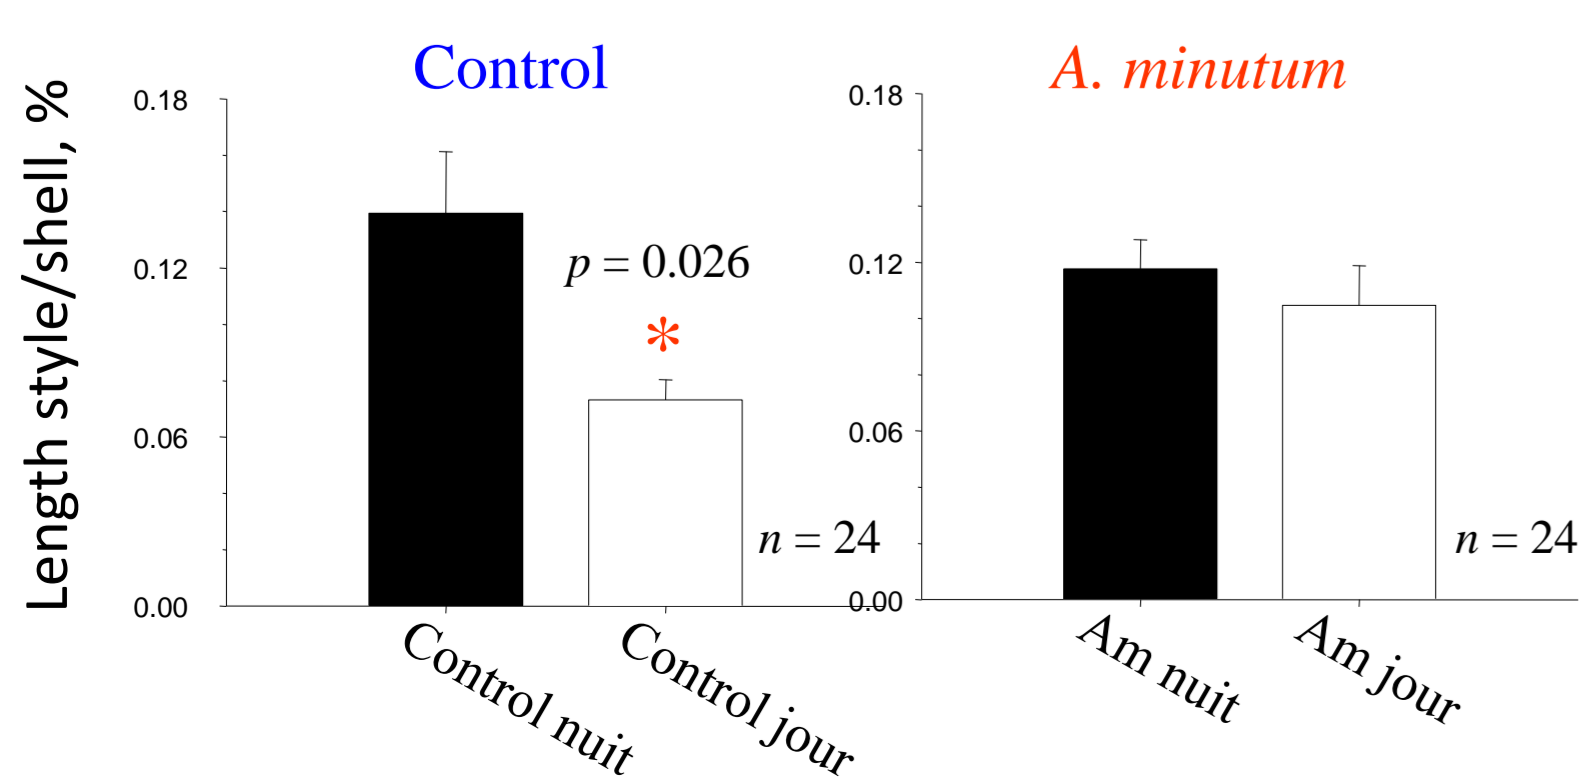 Length style/shell, %
Control
0.18
0.12
0.06
0.00
p = 0.026
*
n = 24
Control nuit
Control jour
A. minutum
0.18
0.12
0.06
0.00
n = 24
Am nuit
Am jour